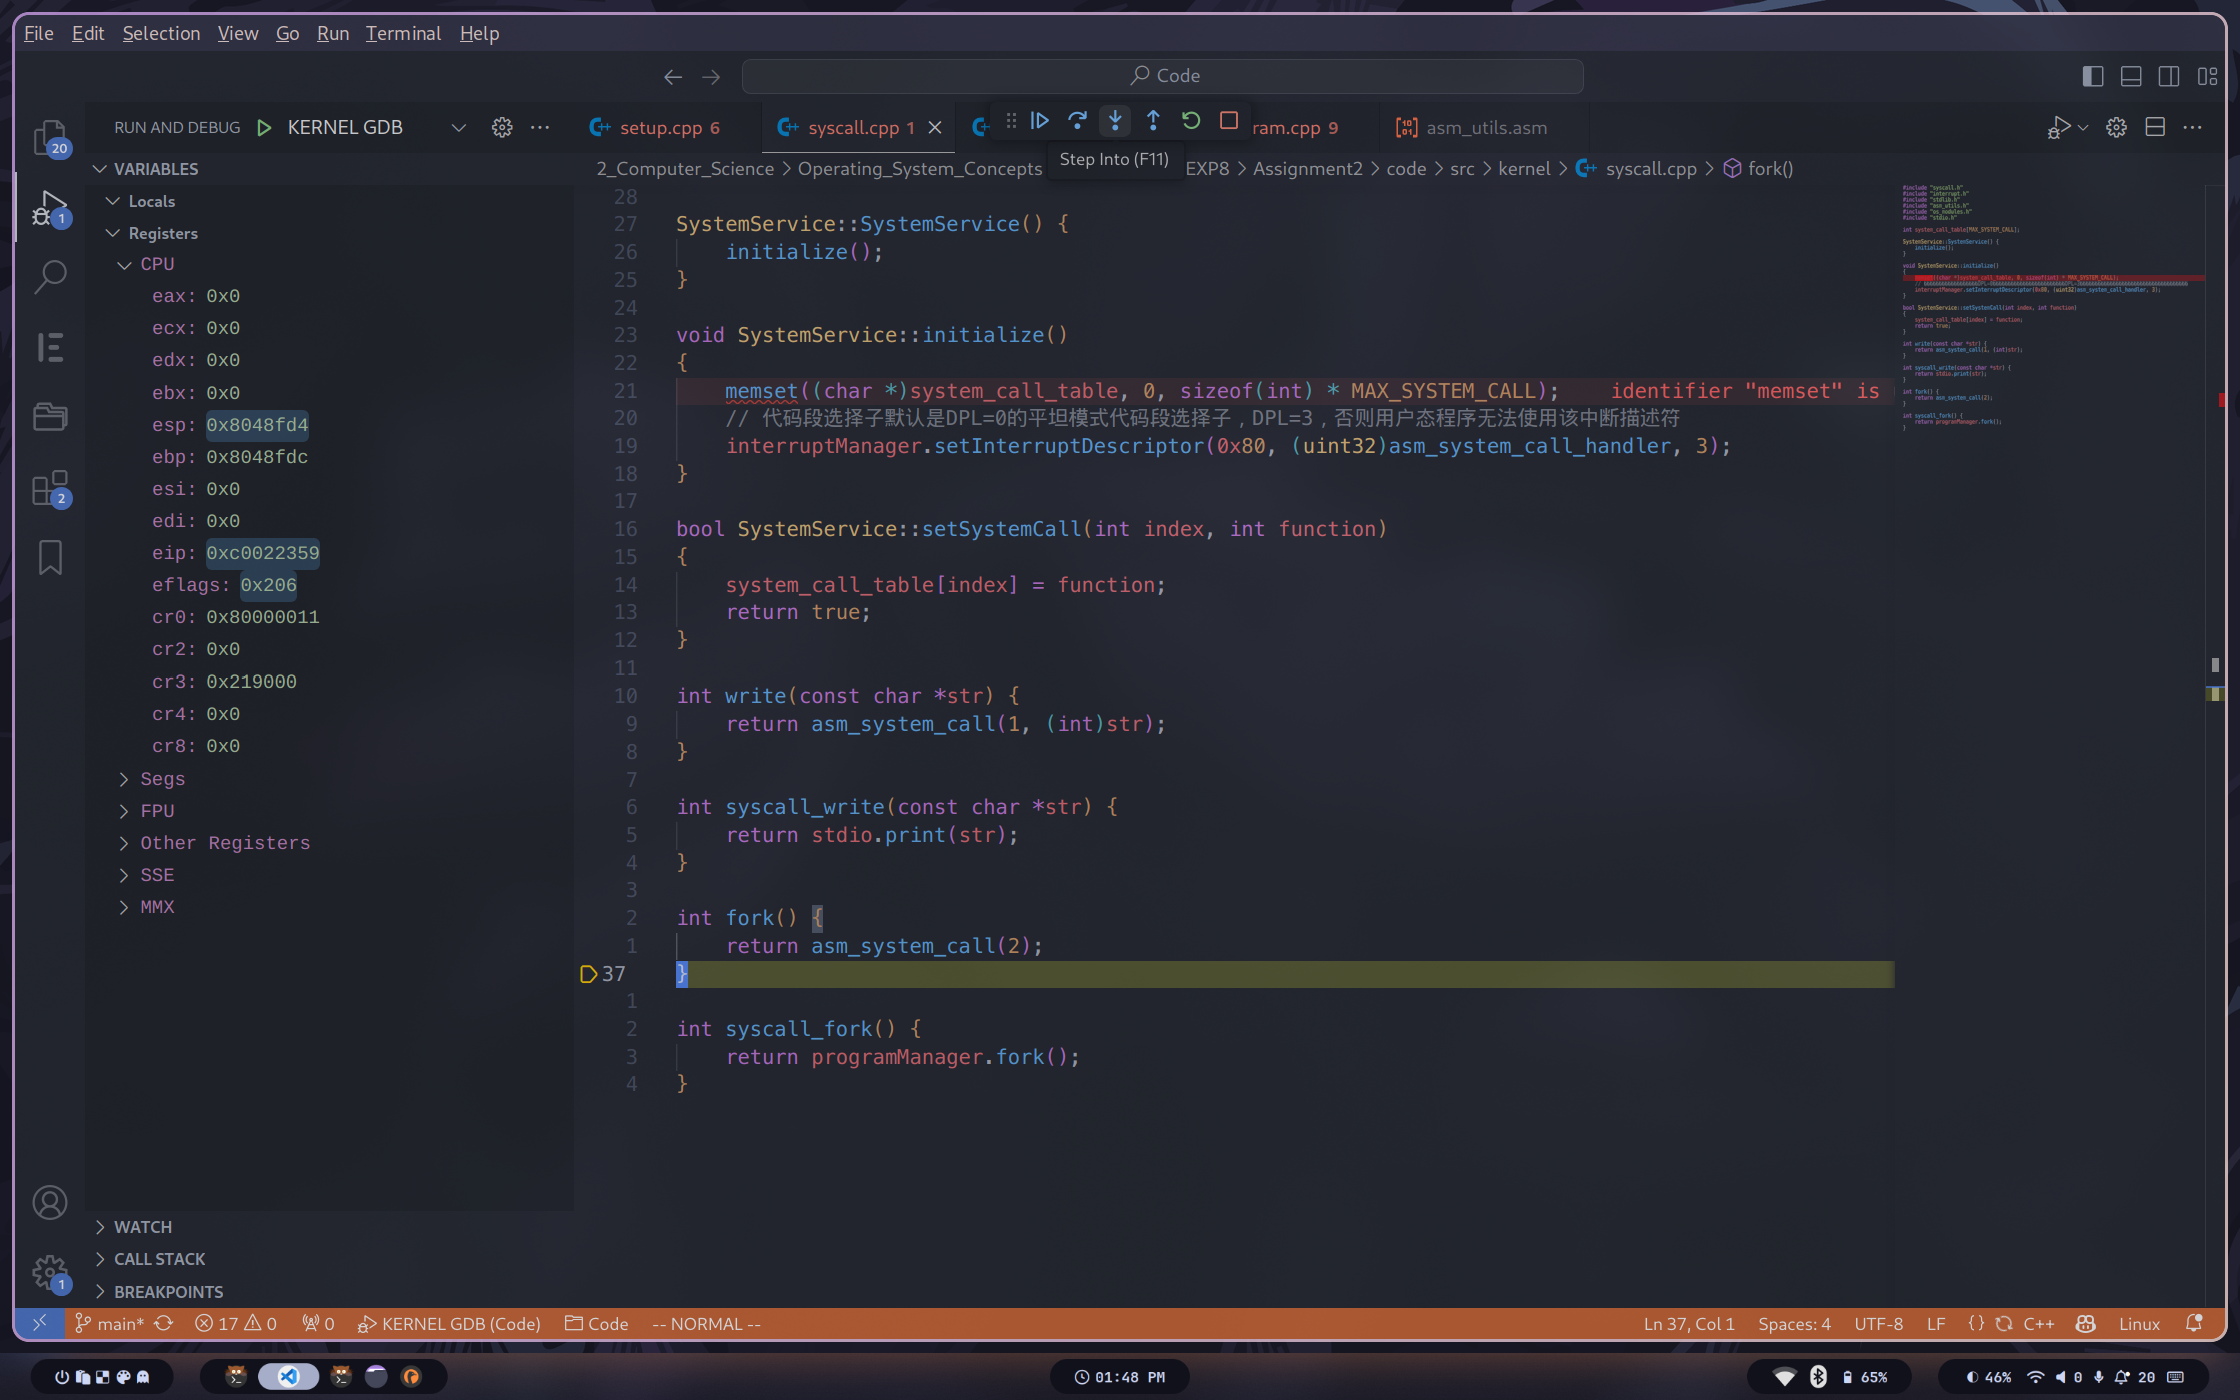 File Edit Selection View Go Run Terminal Help
Code
RUN AND DEBUG KERNEL GDB
setup.cpp 6
syscall.cpp 1
ram.cpp 9
asm_utils.asm
Step Into (F11)
2_Computer_Science > Operating_System_Concepts EXP8 > Assignment2 > code > src > kernel > syscall.cpp > fork()
VARIABLES
Locals
Registers
CPU
eax: 0x0
ecx: 0x0
edx: 0x0
ebx: 0x0
esp: 0x8048fd4
ebp: 0x8048fdc
esi: 0x0
edi: 0x0
eip: 0xc0022359
eflags: 0x206
cr0: 0x80000011
cr2: 0x0
cr3: 0x219000
cr4: 0x0
cr8: 0x0
Segs
FPU
Other Registers
SSE
MMX
WATCH
CALL STACK
BREAKPOINTS
20
1
2
1
28
27 SystemService::SystemService() {
26 initialize();
25 }
24
23 void SystemService::initialize()
22 {
21 memset((char *)system_call_table, 0, sizeof(int) * MAX_SYSTEM_CALL); identifier "memset" is
20 // 代码段选择子默认是DPL=0的平坦模式代码段选择子，DPL=3，否则用户态程序无法使用该中断描述符
19 interruptManager.setInterruptDescriptor(0x80, (uint32)asm_system_call_handler, 3);
18 }
17
16 bool SystemService::setSystemCall(int index, int function)
15 {
14 system_call_table[index] = function;
13 return true;
12 }
11
10 int write(const char *str) {
9 return asm_system_call(1, (int)str);
8 }
7
6 int syscall_write(const char *str) {
5 return stdio.print(str);
4 }
3
2 int fork() {
1 return asm_system_call(2);
37 }
1
2 int syscall_fork() {
3 return programManager.fork();
4 }
main* 17 0 0 KERNEL GDB (Code) Code -- NORMAL --
Ln 37, Col 1 Spaces: 4 UTF-8 LF {} C++ Linux
01:48 PM
65%
46% 0 20